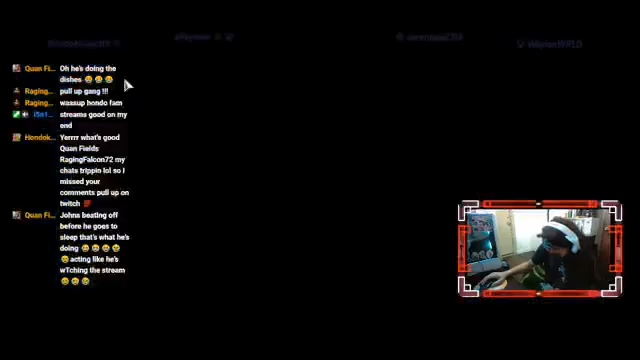 Quan Fi... Oh he's doing the
dishes 😂😂😂
Raging... pull up gang !!!
Raging... wassup hondo fam
i5n1... streams good on my
end
Hondok... Yerrrr what's good
Quan Fields
RagingFalcon72 my
chats trippin lol so I
missed your
comments pull up on
twitch 💯
Quan Fi... Johns beating off
before he goes to
sleep that's what he's
doing 😂😂😂😂
😂acting like he's
wTching the stream
😂😂😂